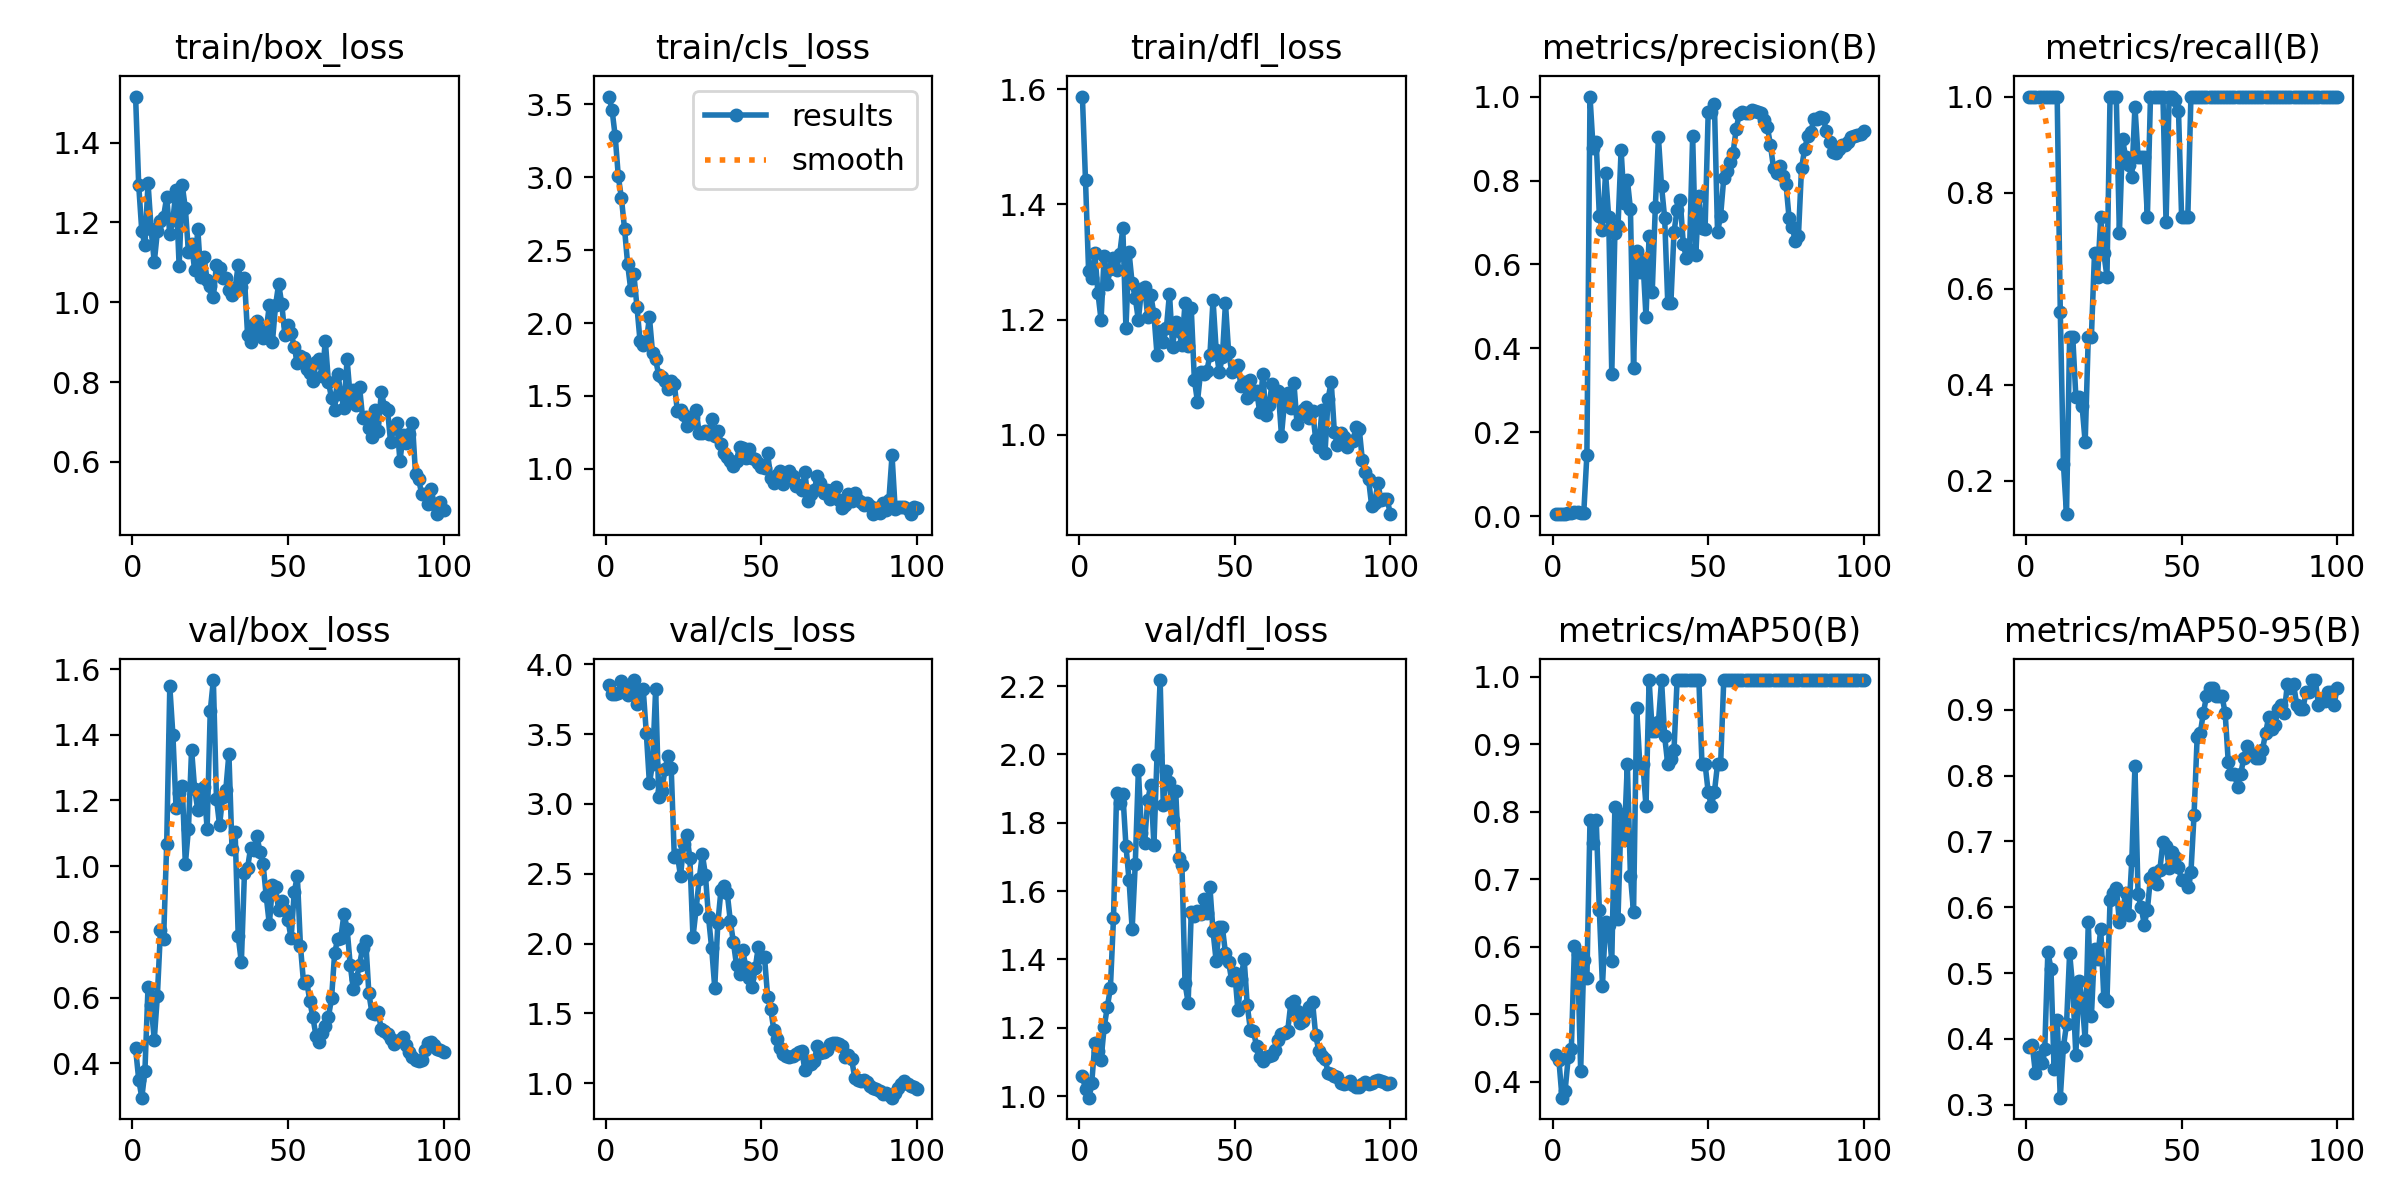 train/box_loss
1.4
1.2
1.0
0.8
0.6
0 50 100
train/cls_loss
results
smooth
3.5
3.0
2.5
2.0
1.5
1.0
0 50 100
train/dfl_loss
1.6
1.4
1.2
1.0
0 50 100
metrics/precision(B)
1.0
0.8
0.6
0.4
0.2
0.0
0 50 100
metrics/recall(B)
1.0
0.8
0.6
0.4
0.2
0 50 100
val/box_loss
1.6
1.4
1.2
1.0
0.8
0.6
0.4
0 50 100
val/cls_loss
4.0
3.5
3.0
2.5
2.0
1.5
1.0
0 50 100
val/dfl_loss
2.2
2.0
1.8
1.6
1.4
1.2
1.0
0 50 100
metrics/mAP50(B)
1.0
0.9
0.8
0.7
0.6
0.5
0.4
0 50 100
metrics/mAP50-95(B)
0.9
0.8
0.7
0.6
0.5
0.4
0.3
0 50 100